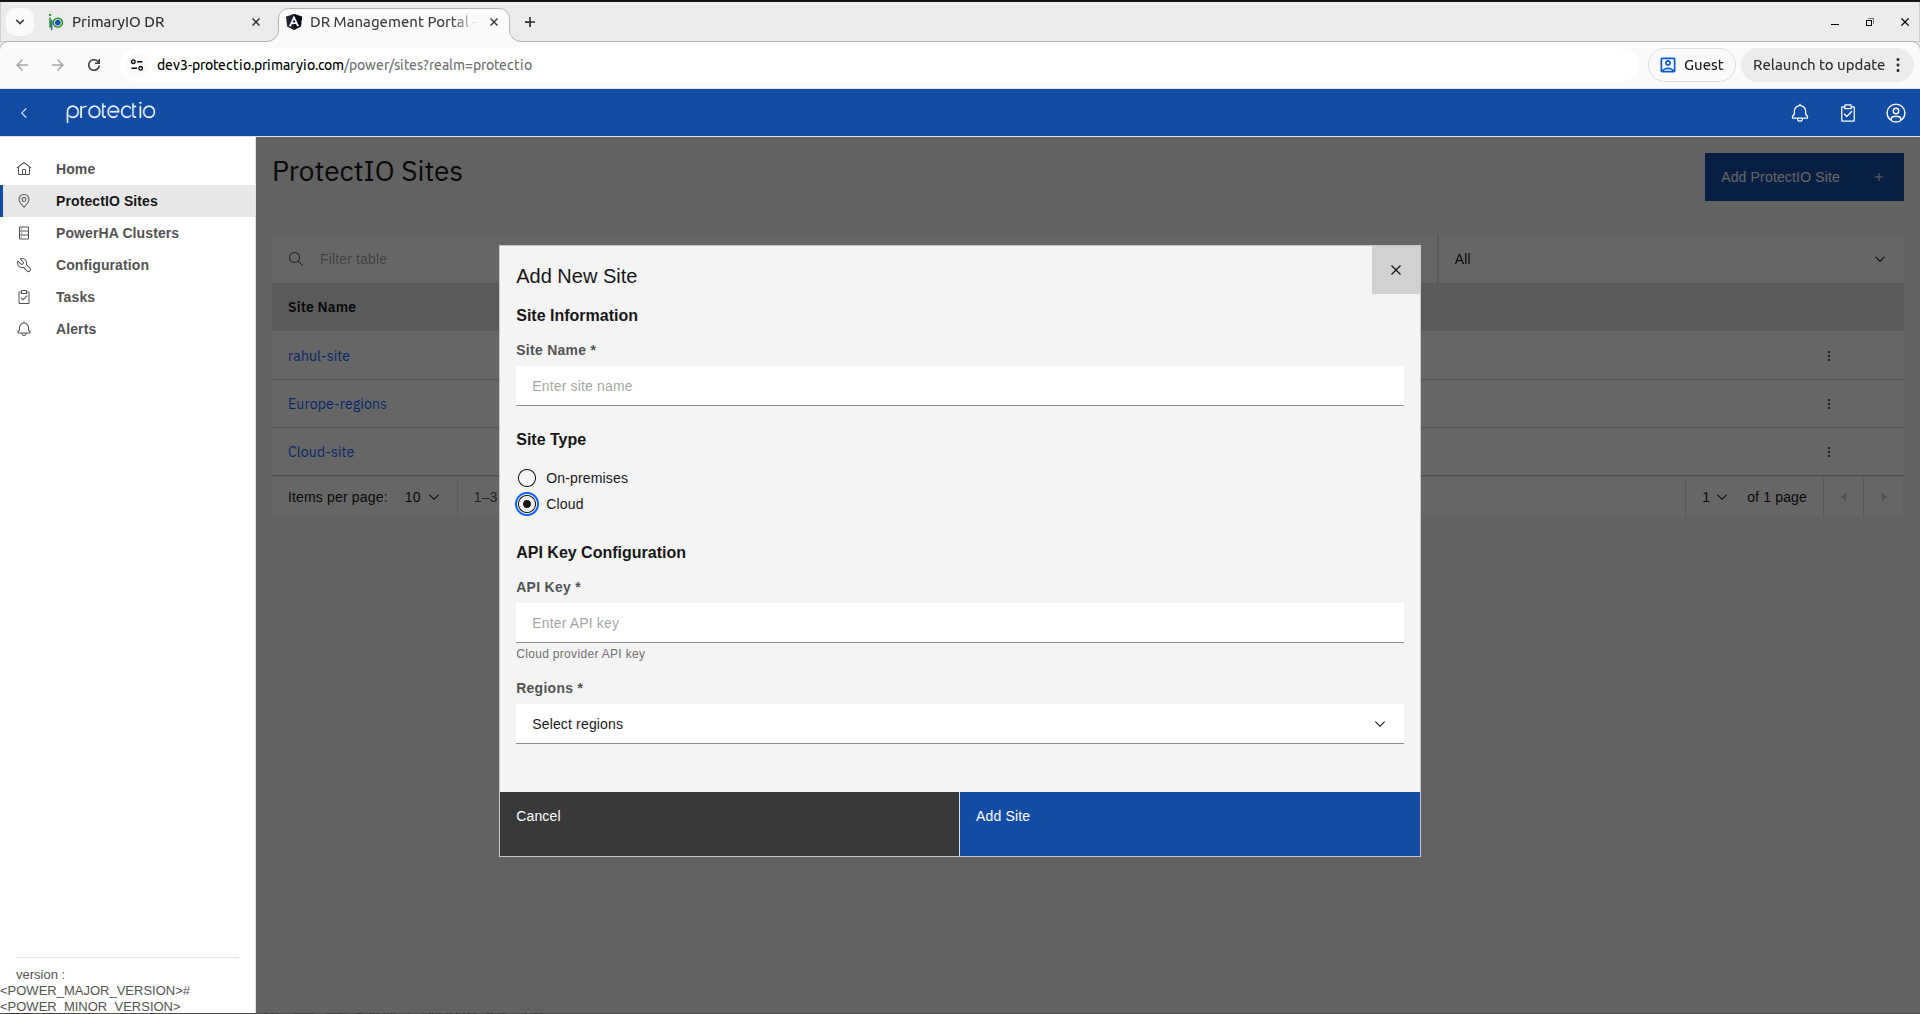 PrimaryIO DR
DR Management Portal
dev3-protectio.primaryio.com/power/sites?realm=protectio
Guest
Relaunch to update
protectio
Home
ProtectIO Sites
PowerHA Clusters
Configuration
Tasks
Alerts
version :
<POWER_MAJOR_VERSION>#
<POWER_MINOR_VERSION>
ProtectIO Sites
Add ProtectIO Site +
Filter table
All
Site Name
rahul-site
Europe-regions
Cloud-site
Items per page: 10
1–3
1
of 1 page
Add New Site
Site Information
Site Name *
Enter site name
Site Type
On-premises
Cloud
API Key Configuration
API Key *
Enter API key
Cloud provider API key
Regions *
Select regions
Cancel
Add Site